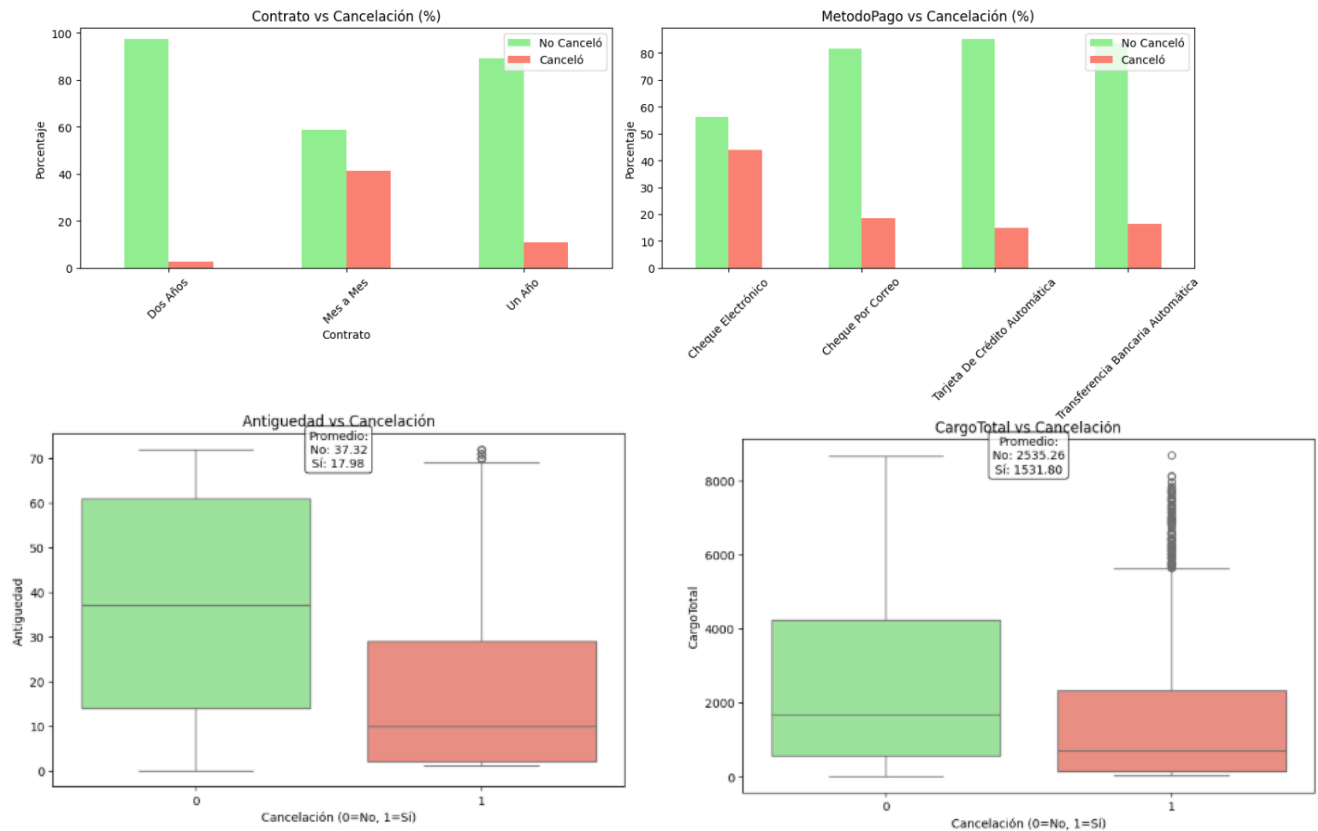 Contrato vs Cancelación (%)
No Canceló
Canceló
Porcentaje
100
80
60
40
20
0
Dos Años
Mes a Mes
Un Año
Contrato
MetodoPago vs Cancelación (%)
No Canceló
Canceló
Porcentaje
80
70
60
50
40
30
20
10
0
Cheque Electrónico
Cheque Por Correo
Tarjeta De Crédito Automática
Transferencia Bancaria Automática
Antiguedad vs Cancelación
Promedio:
No: 37.32
Sí: 17.98
Antiguedad
70
60
50
40
30
20
10
0
0
1
Cancelación (0=No, 1=Sí)
CargoTotal vs Cancelación
Promedio:
No: 2535.26
Sí: 1531.80
CargoTotal
8000
6000
4000
2000
0
0
1
Cancelación (0=No, 1=Sí)